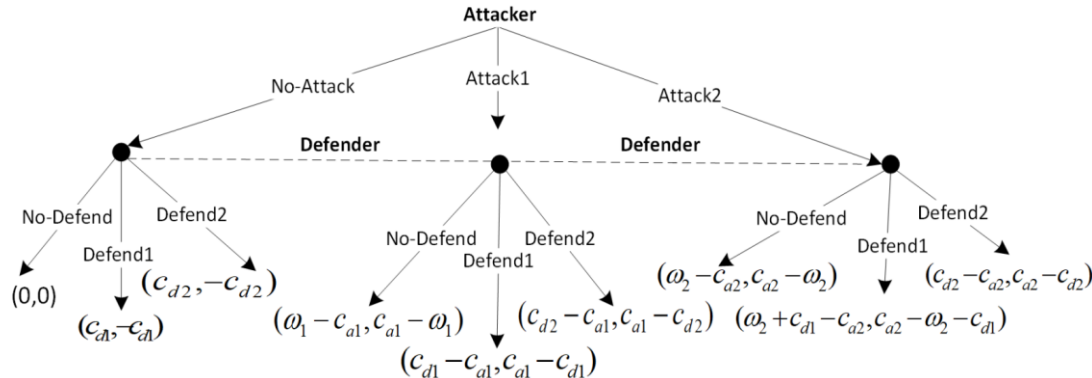 Attacker
No-Attack
Attack1
Attack2
Defender Defender
No-Defend
Defend1
Defend2
No-Defend
Defend1
Defend2
No-Defend
Defend1
Defend2
(0,0)
(c_{d1},-c_{d1})
(c_{d2},-c_{d2})
(ω_1-c_{a1},c_{a1}-ω_1)
(c_{d1}-c_{a1},c_{a1}-c_{d1})
(c_{d2}-c_{a1},c_{a1}-c_{d2})
(ω_2-c_{a2},c_{a2}-ω_2)
(ω_2+c_{d1}-c_{a2},c_{a2}-ω_2-c_{d1})
(c_{d2}-c_{a2},c_{a2}-c_{d2})